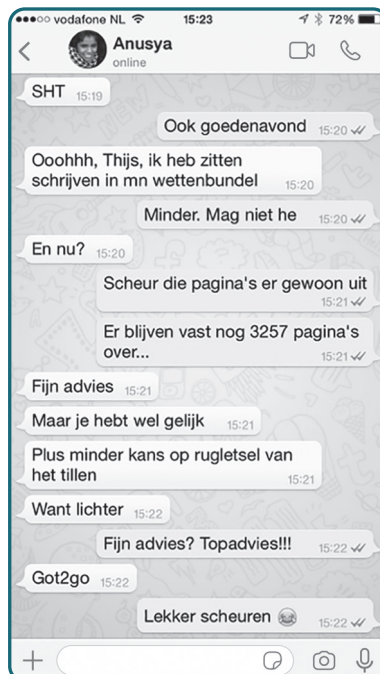 vodafone NL 15:23 72%
Anusya
online
SHT 15:19
Ook goedenavond 15:20
Ooohhh, Thijs, ik heb zitten
schrijven in mn wettenbundel 15:20
Minder. Mag niet he 15:20
En nu? 15:20
Scheur die pagina's er gewoon uit
15:21
Er blijven vast nog 3257 pagina's
over... 15:21
Fijn advies 15:21
Maar je hebt wel gelijk 15:21
Plus minder kans op rugletsel van
het tillen 15:21
Want lichter 15:22
Fijn advies? Topadvies!!! 15:22
Got2go 15:22
Lekker scheuren 😂 15:22